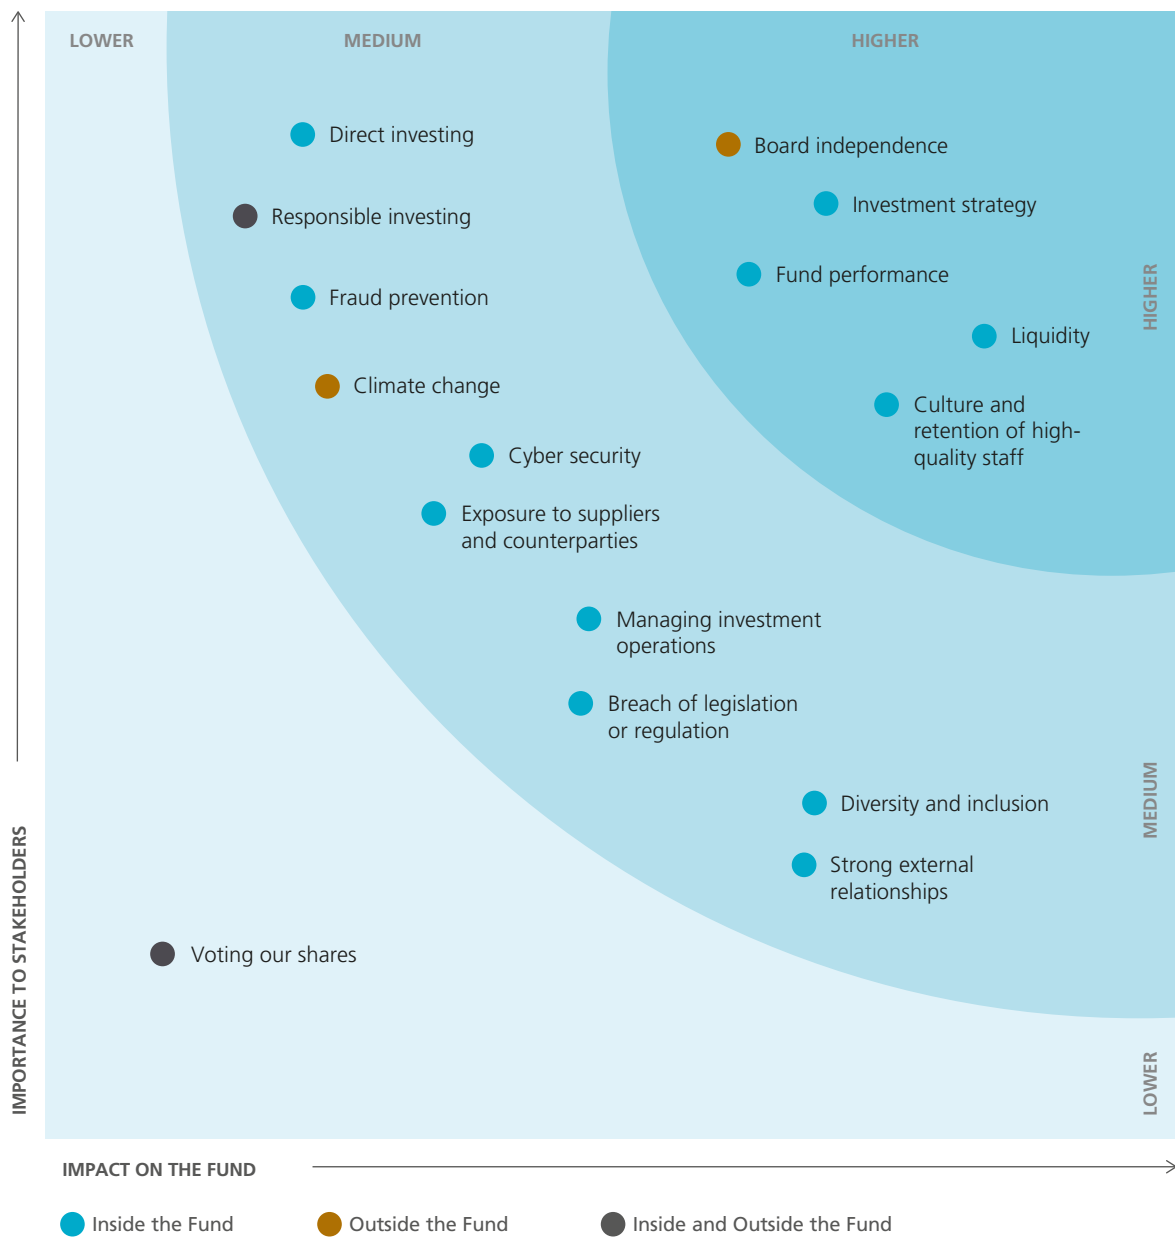 LOWER
MEDIUM
HIGHER
Direct investing
Board independence
Investment strategy
Responsible investing
Fund performance
HIGHER
Fraud prevention
Liquidity
Climate change
Culture and
retention of high-
quality staff
Cyber security
Exposure to suppliers
and counterparties
Managing investment
operations
Breach of legislation
or regulation
MEDIUM
Diversity and inclusion
Strong external
relationships
IMPORTANCE TO STAKEHOLDERS
Voting our shares
LOWER
IMPACT ON THE FUND
Inside the Fund
Outside the Fund
Inside and Outside the Fund